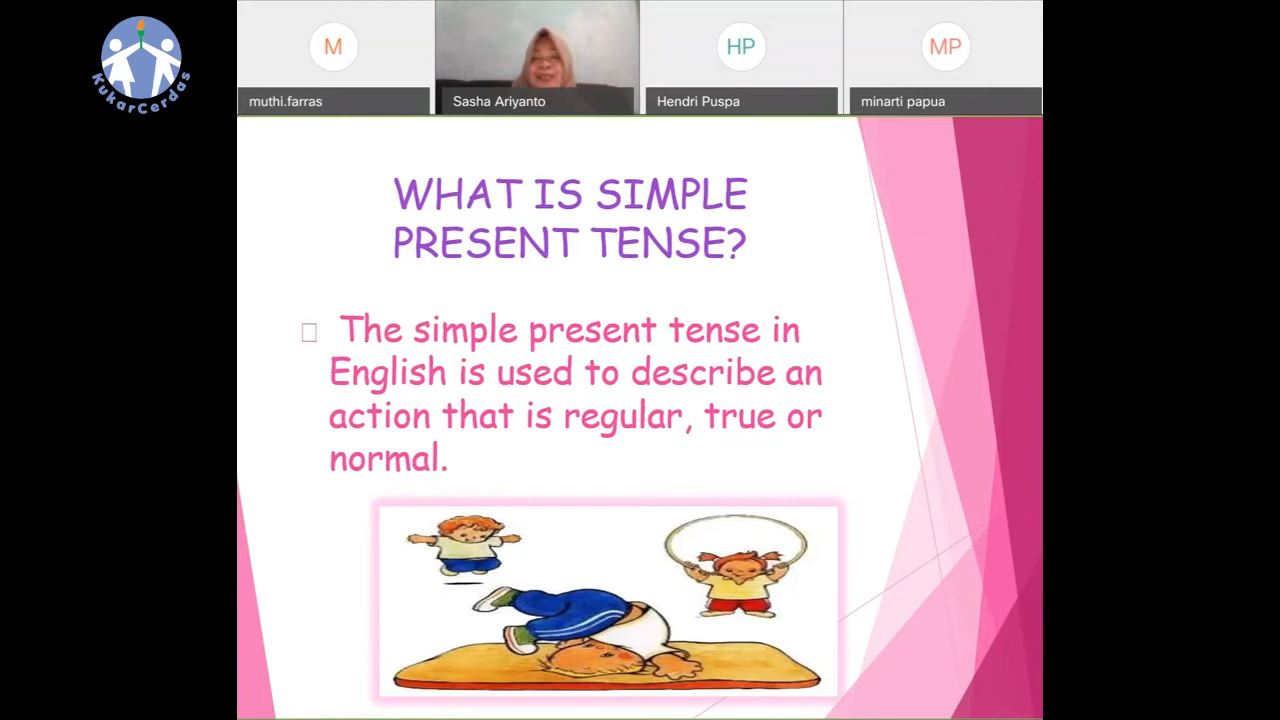 KukarCerdas
M
HP
MP
muthi.farras
Sasha Ariyanto
Hendri Puspa
minarti papua
WHAT IS SIMPLE
PRESENT TENSE?
The simple present tense in
English is used to describe an
action that is regular, true or
normal.